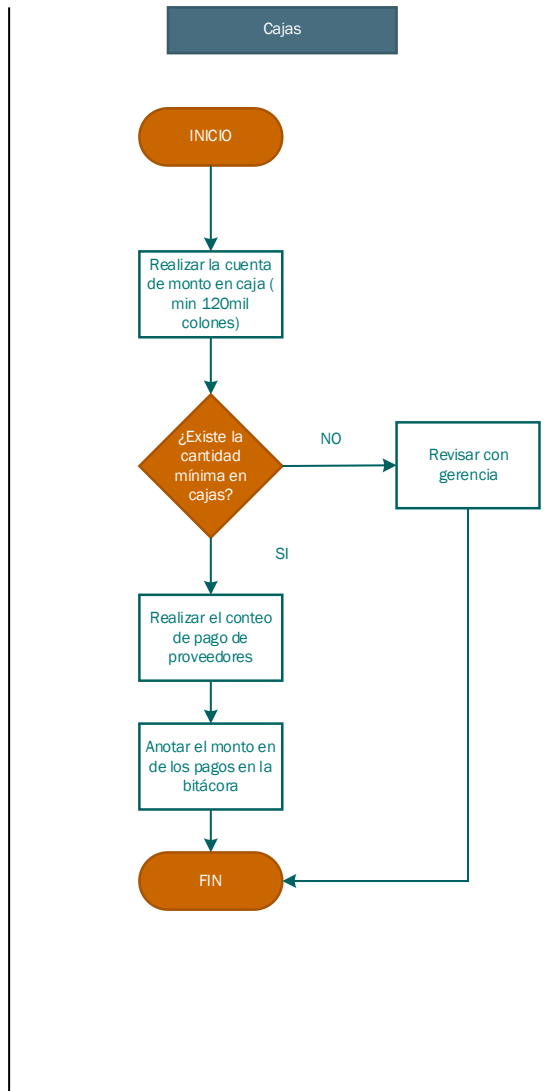 Cajas
INICIO
Realizar la cuenta
de monto en caja (
min 120mil
colones)
¿Existe la
cantidad
mínima en
cajas?
NO
Revisar con
gerencia
SI
Realizar el conteo
de pago de
proveedores
Anotar el monto en
de los pagos en la
bitácora
FIN